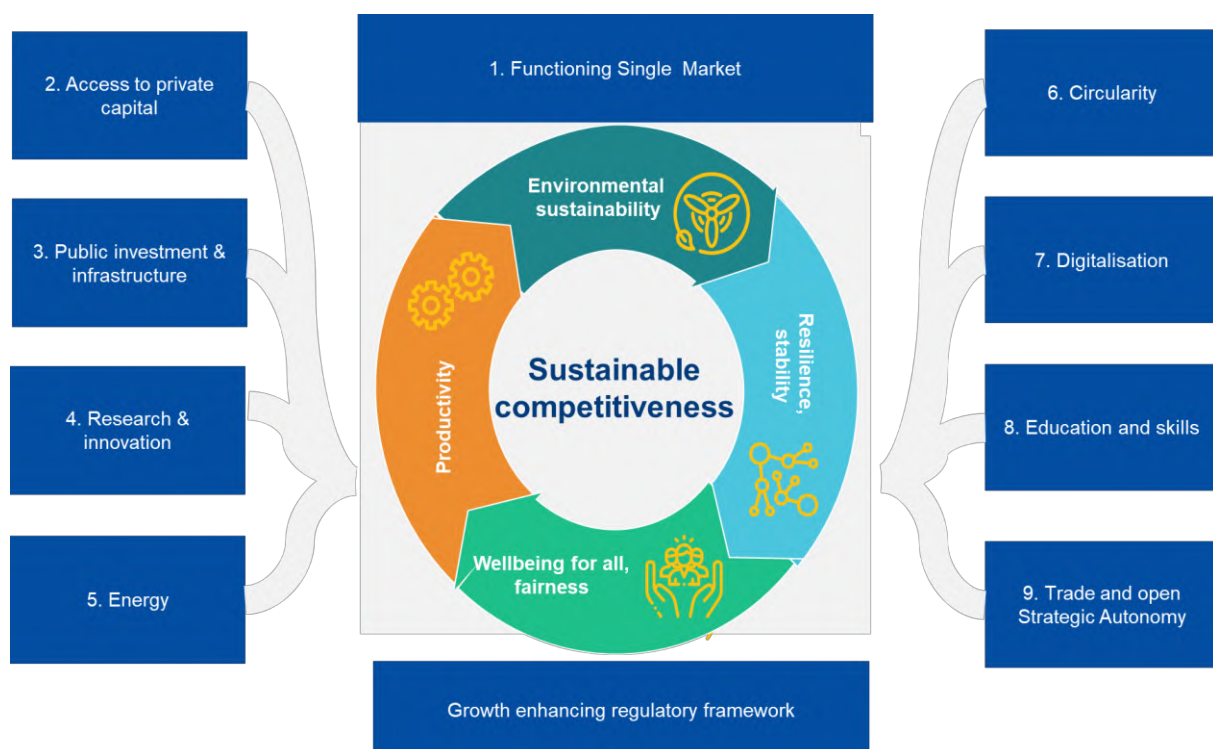 1. Functioning Single Market
2. Access to private
capital
3. Public investment &
infrastructure
4. Research &
innovation
5. Energy
Environmental
sustainability
Resilience,
stability
Wellbeing for all,
fairness
Productivity
Sustainable
competitiveness
6. Circularity
7. Digitalisation
8. Education and skills
9. Trade and open
Strategic Autonomy
Growth enhancing regulatory framework